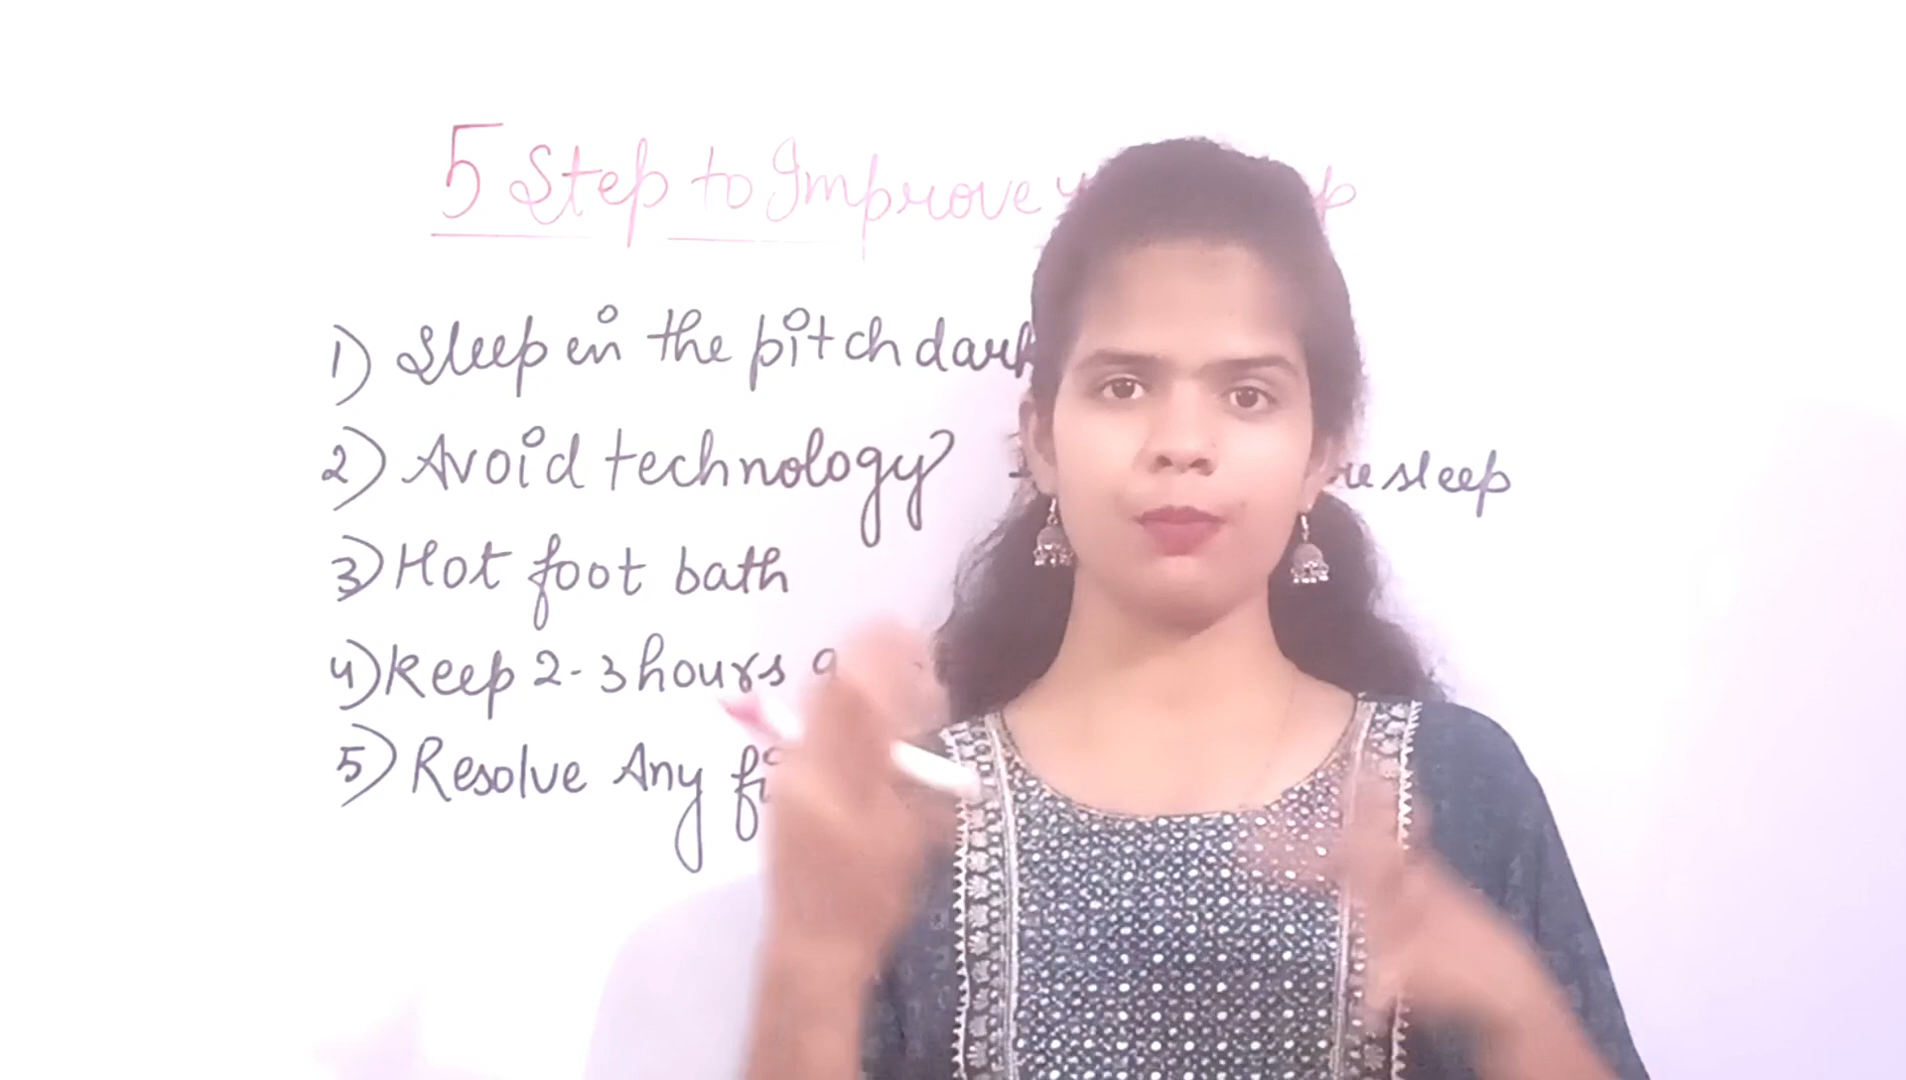 5 Step to Improve
1) Sleep in the pitch dark
2) Avoid technology sleep
3) Hot foot bath
4) Keep 2-3 hours
5) Resolve Any